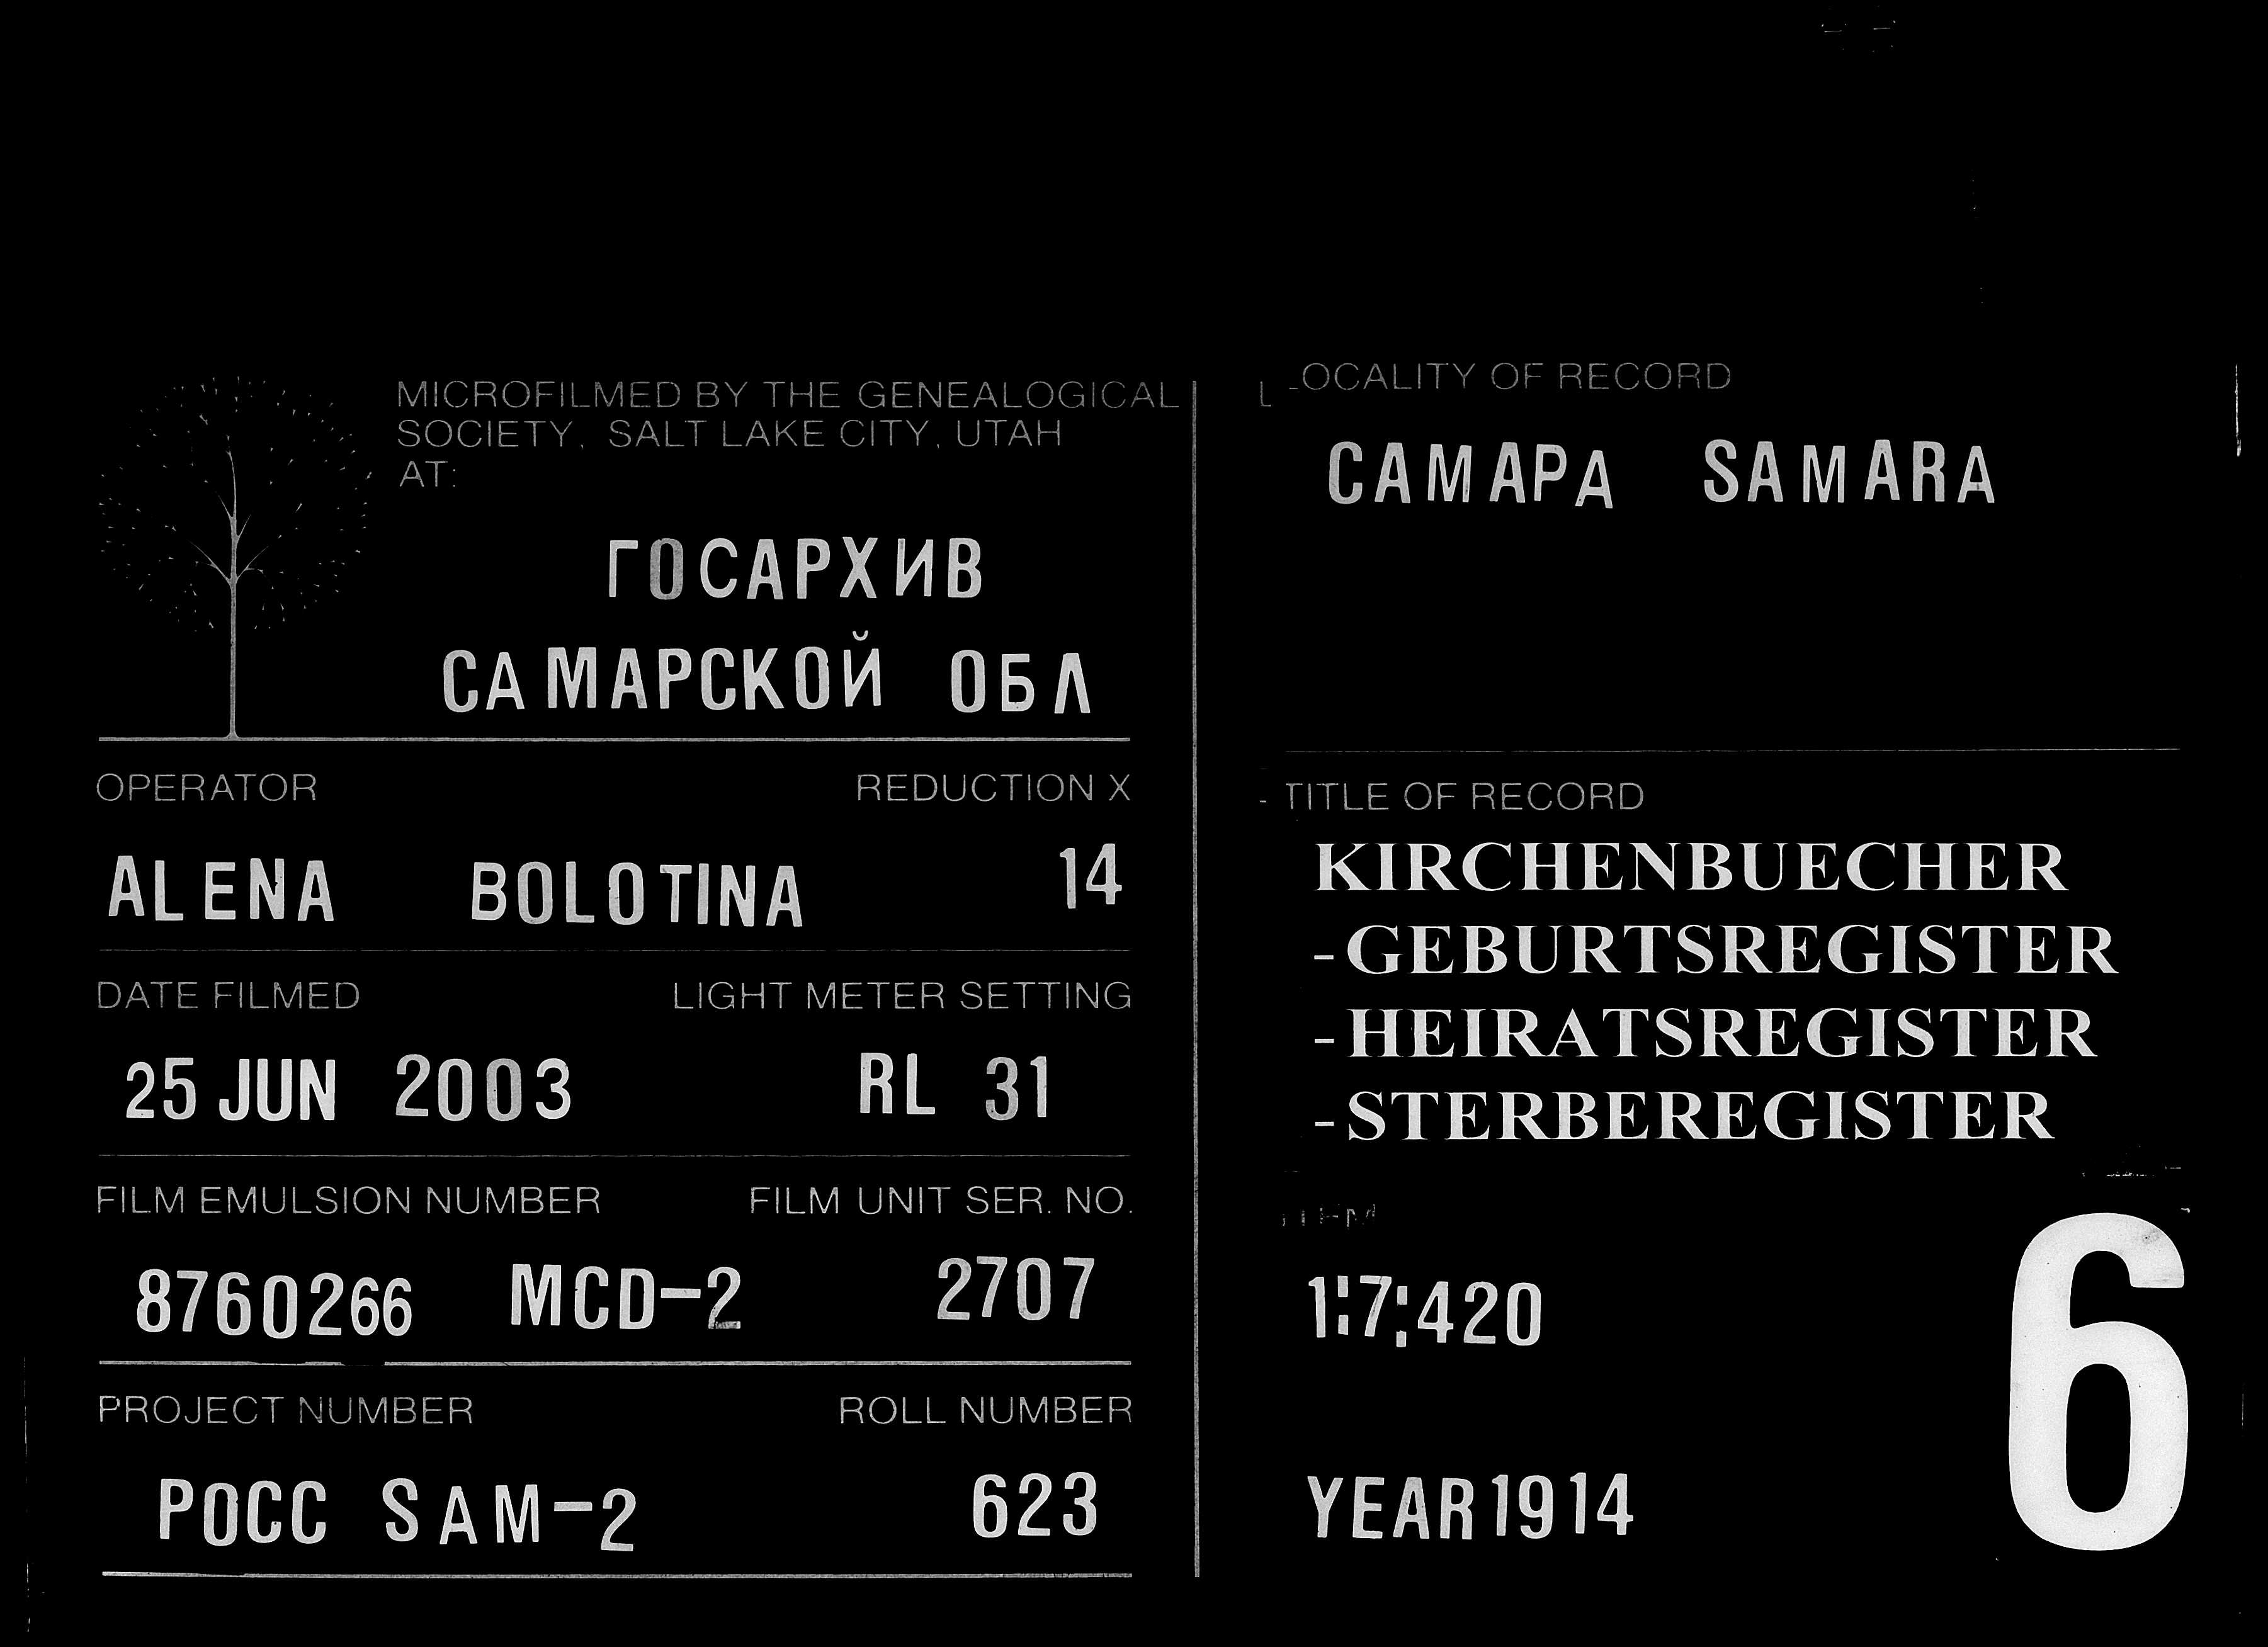 MICROFILMED BY THE GENEALOGICAL
SOCIETY, SALT LAKE CITY, UTAH
AT:
ГОСАРХИВ
САМАРСКОЙ ОБЛ
OPERATOR REDUCTION X
ALENA BOLOTINA 14
DATE FILMED LIGHT METER SETTING
25 JUN 2003 RL 31
FILM EMULSION NUMBER FILM UNIT SER. NO.
8760266 MCD-2 2707
PROJECT NUMBER ROLL NUMBER
РОСС SAM-2 623
LOCALITY OF RECORD
САМАРА SAMARA
TITLE OF RECORD
KIRCHENBUECHER
-GEBURTSREGISTER
-HEIRATSREGISTER
-STERBEREGISTER
1:7:420
6
YEAR 1914